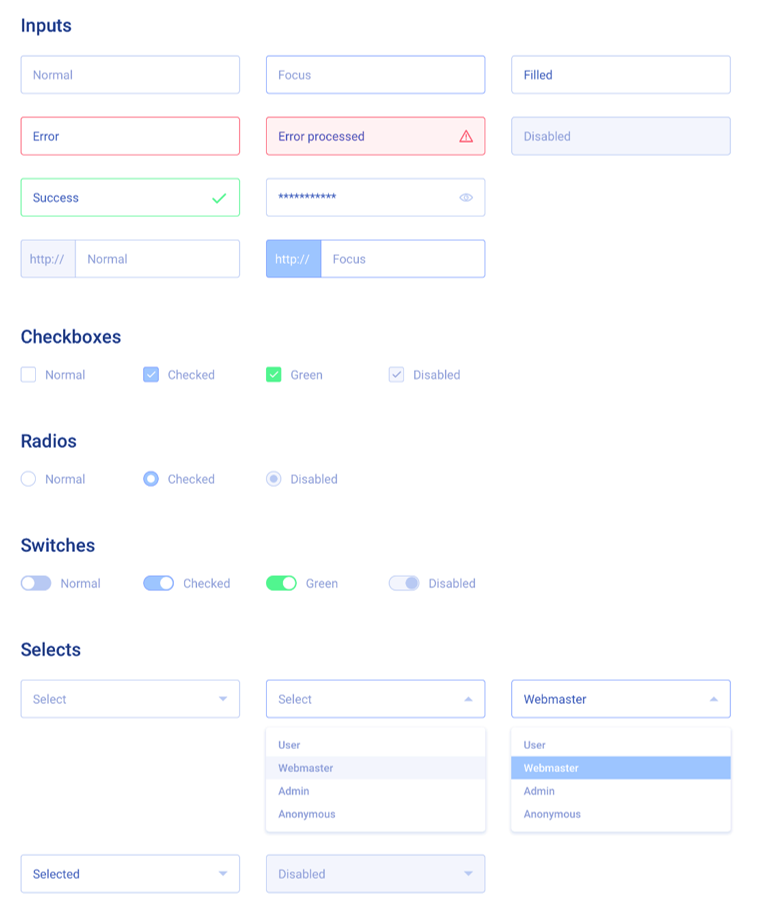 Inputs
Normal
Focus
Filled
Error
Error processed
Disabled
Success
***********
http://
Normal
http://
Focus
Checkboxes
Normal
Checked
Green
Disabled
Radios
Normal
Checked
Disabled
Switches
Normal
Checked
Green
Disabled
Selects
Select
Select
Webmaster
User
Webmaster
Admin
Anonymous
User
Webmaster
Admin
Anonymous
Selected
Disabled